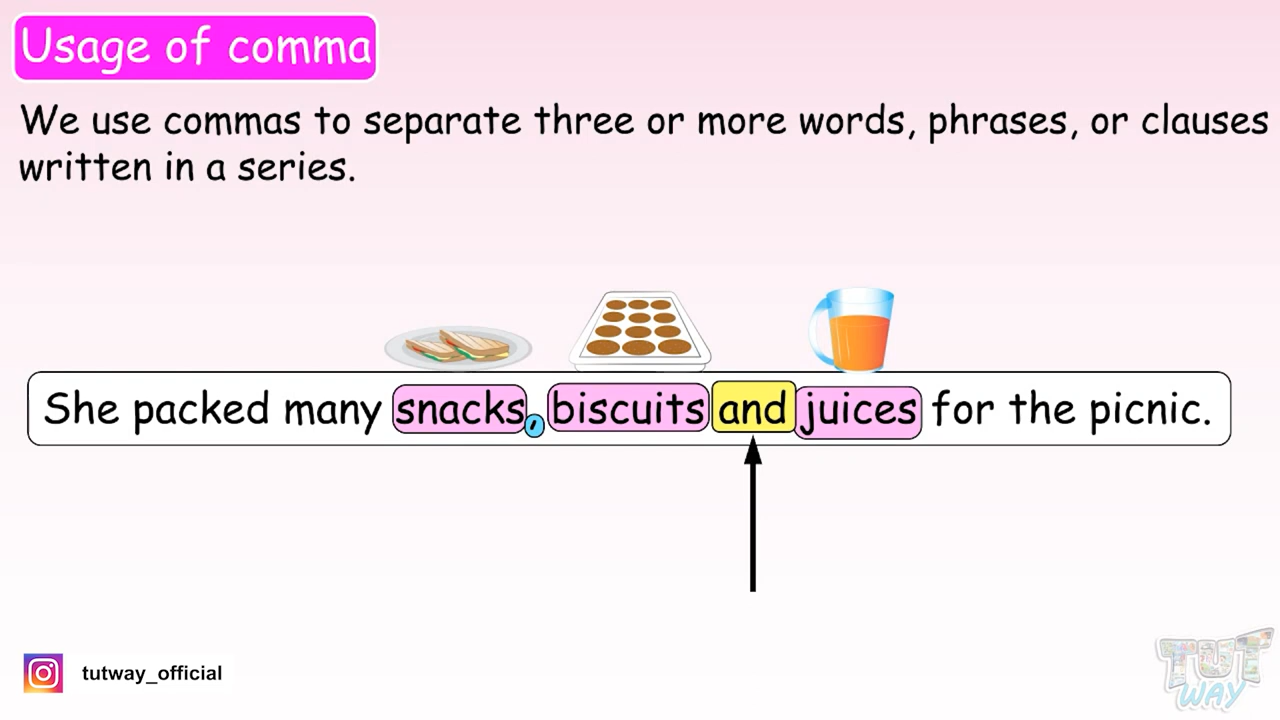 Usage of comma
We use commas to separate three or more words, phrases, or clauses
written in a series.
She packed many snacks, biscuits and juices for the picnic.
tutway_official
TUT
WAY